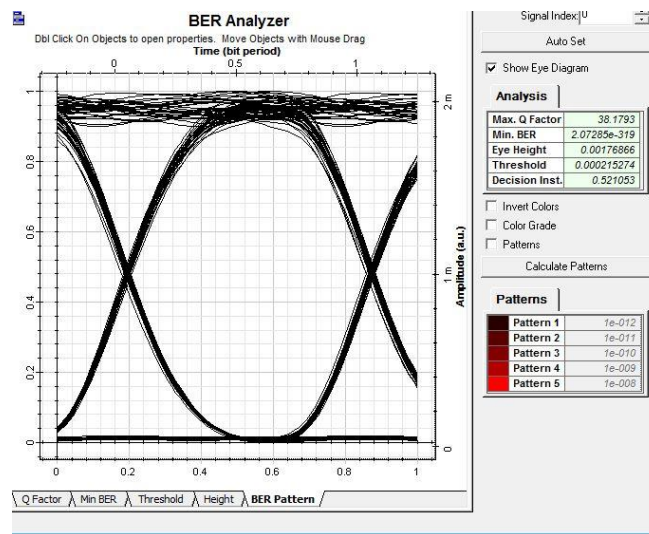 BER Analyzer
Dbl Click On Objects to open properties. Move Objects with Mouse Drag
Time (bit period)
0 0.5 1
1
0.8
0.6
0.4
0.2
0
2 m
1 m
0
Amplitude (a.u.)
0 0.2 0.4 0.6 0.8 1
Q Factor Min BER Threshold Height BER Pattern
Signal Index: 0
Auto Set
Show Eye Diagram
Analysis
Max. Q Factor 38.1793
Min. BER 2.07285e-319
Eye Height 0.00176866
Threshold 0.000215274
Decision Inst. 0.521053
Invert Colors
Color Grade
Patterns
Calculate Patterns
Patterns
Pattern 1 1e-012
Pattern 2 1e-011
Pattern 3 1e-010
Pattern 4 1e-009
Pattern 5 1e-008